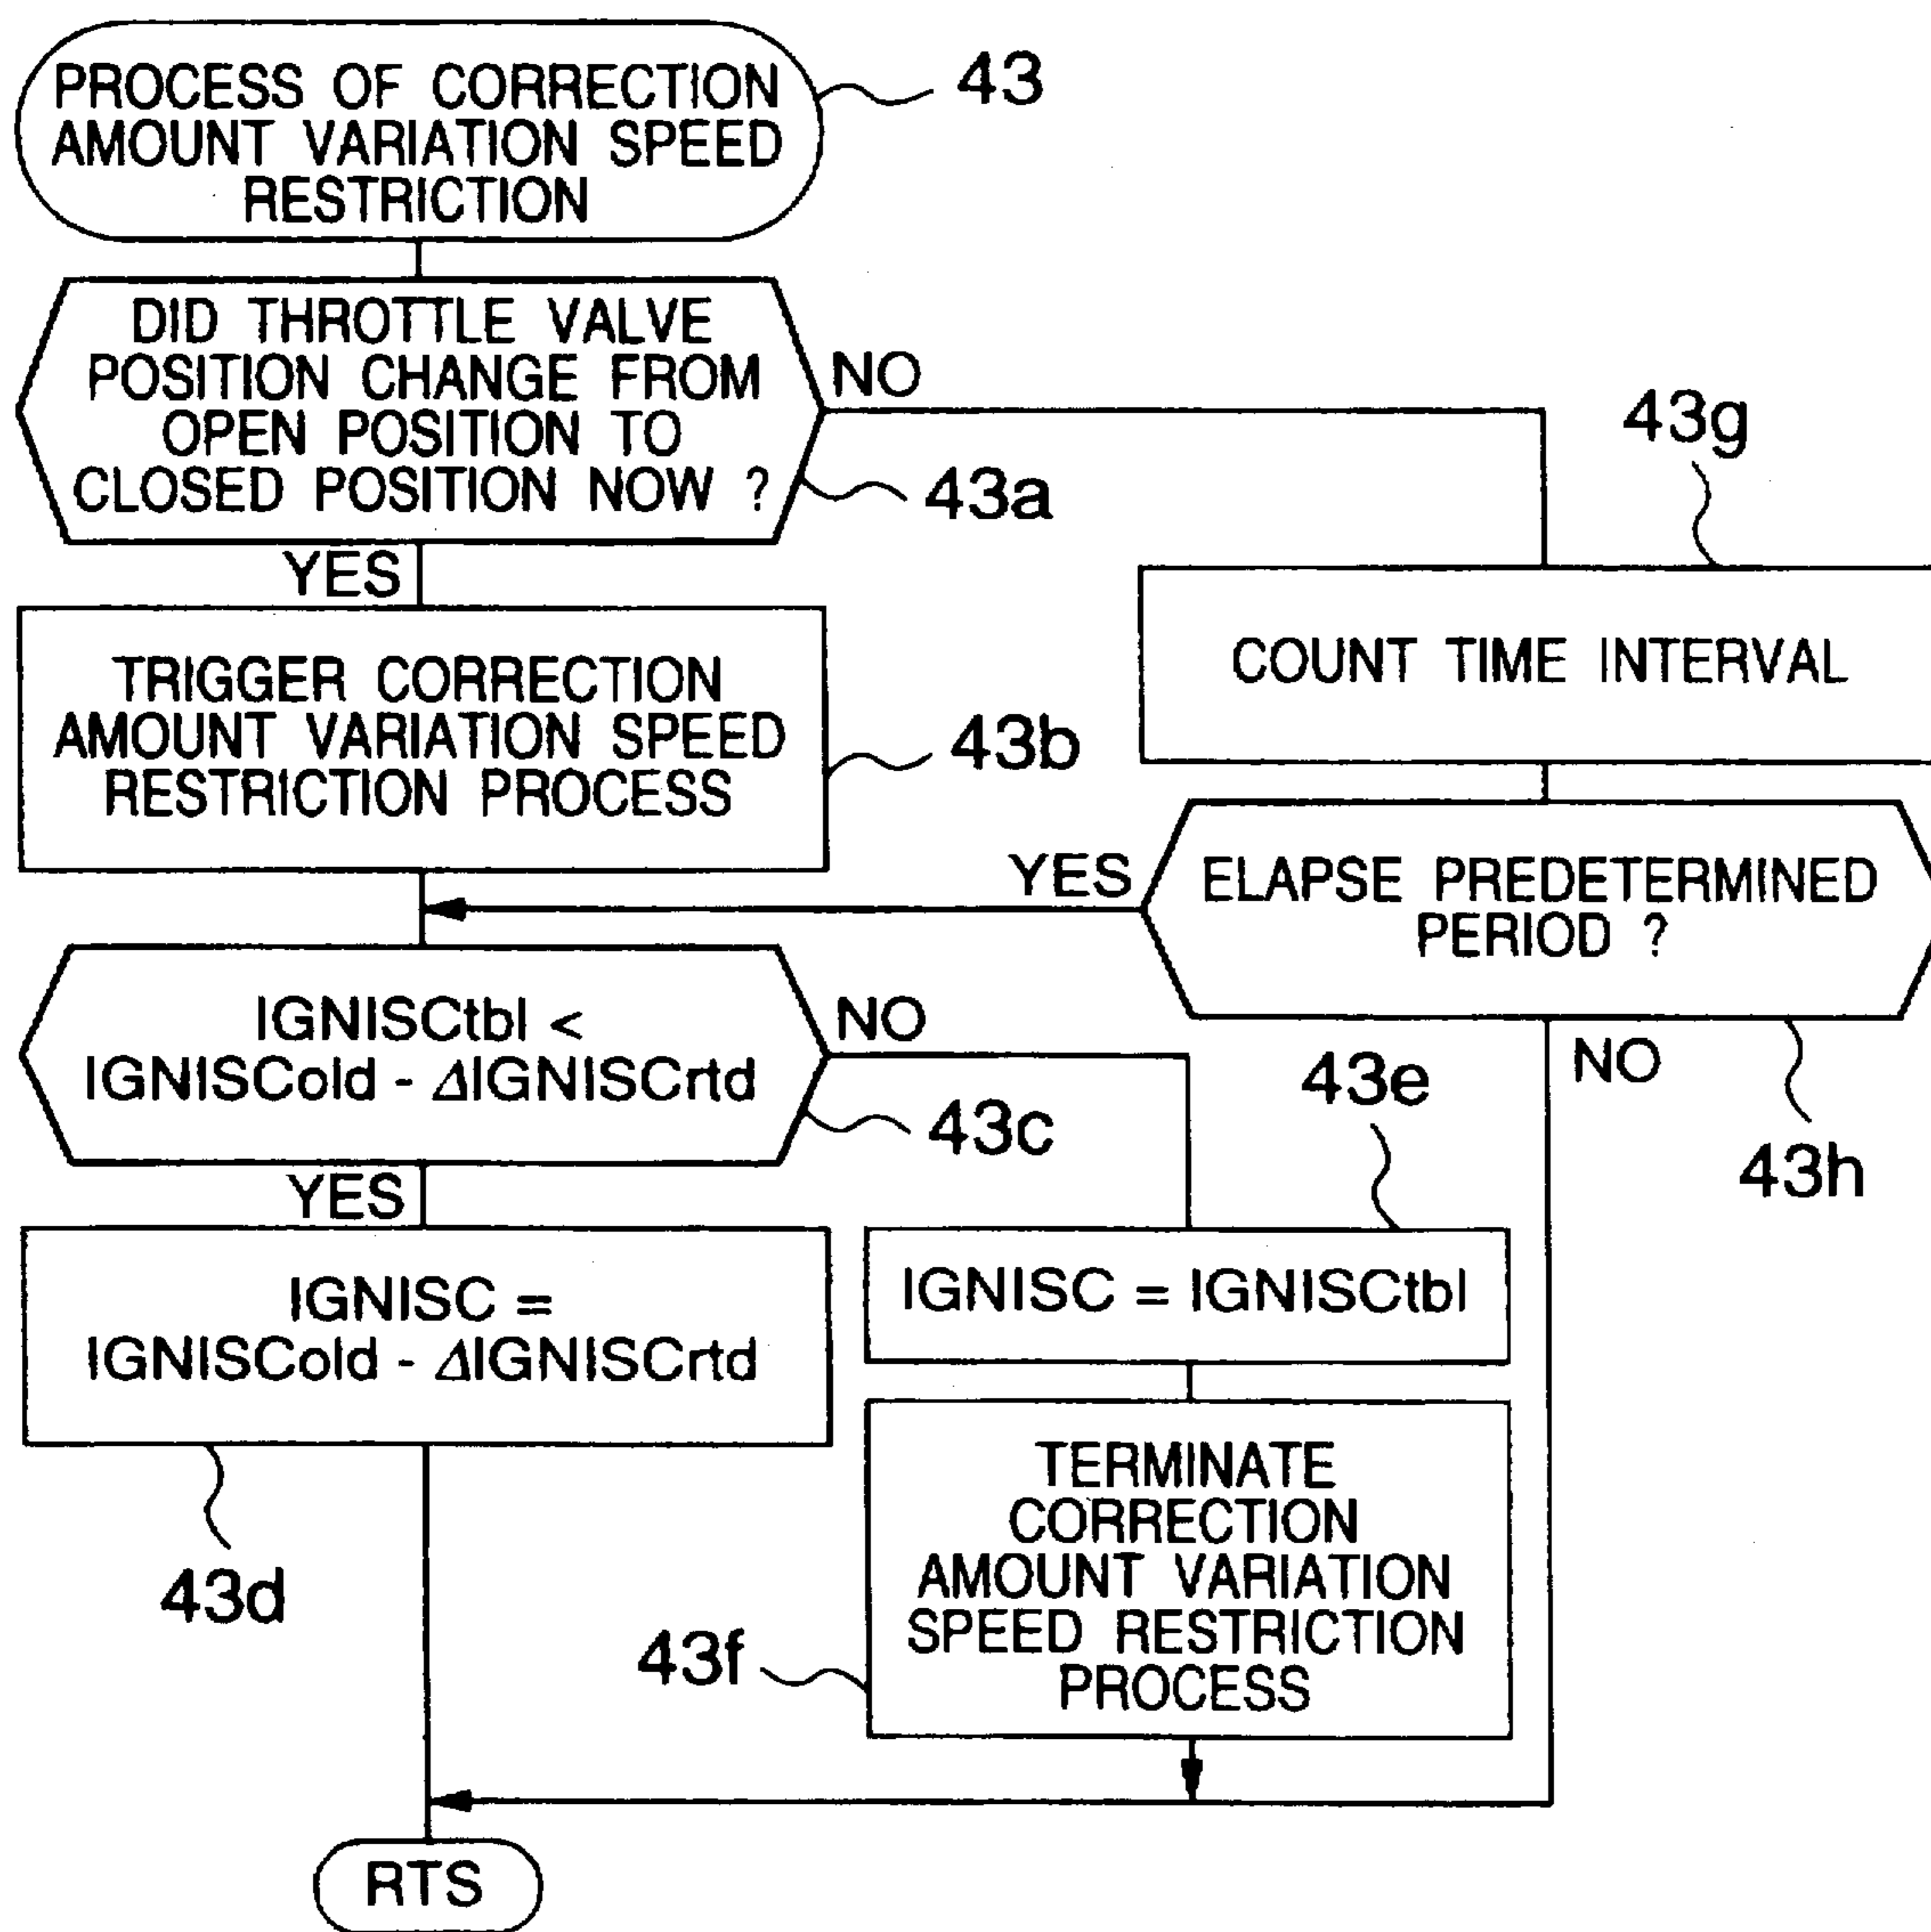 PROCESS OF CORRECTION
AMOUNT VARIATION SPEED
RESTRICTION
43
DID THROTTLE VALVE
POSITION CHANGE FROM
OPEN POSITION TO
CLOSED POSITION NOW ?
NO
43a
43g
YES
TRIGGER CORRECTION
AMOUNT VARIATION SPEED
RESTRICTION PROCESS
43b
COUNT TIME INTERVAL
YES
ELAPSE PREDETERMINED
PERIOD ?
IGNISCtbl <
IGNISCold - ΔIGNISCrtd
NO
43c
NO
43h
43e
YES
IGNISC =
IGNISCold - ΔIGNISCrtd
43d
IGNISC = IGNISCtbl
TERMINATE
CORRECTION
AMOUNT VARIATION
SPEED RESTRICTION
PROCESS
43f
RTS